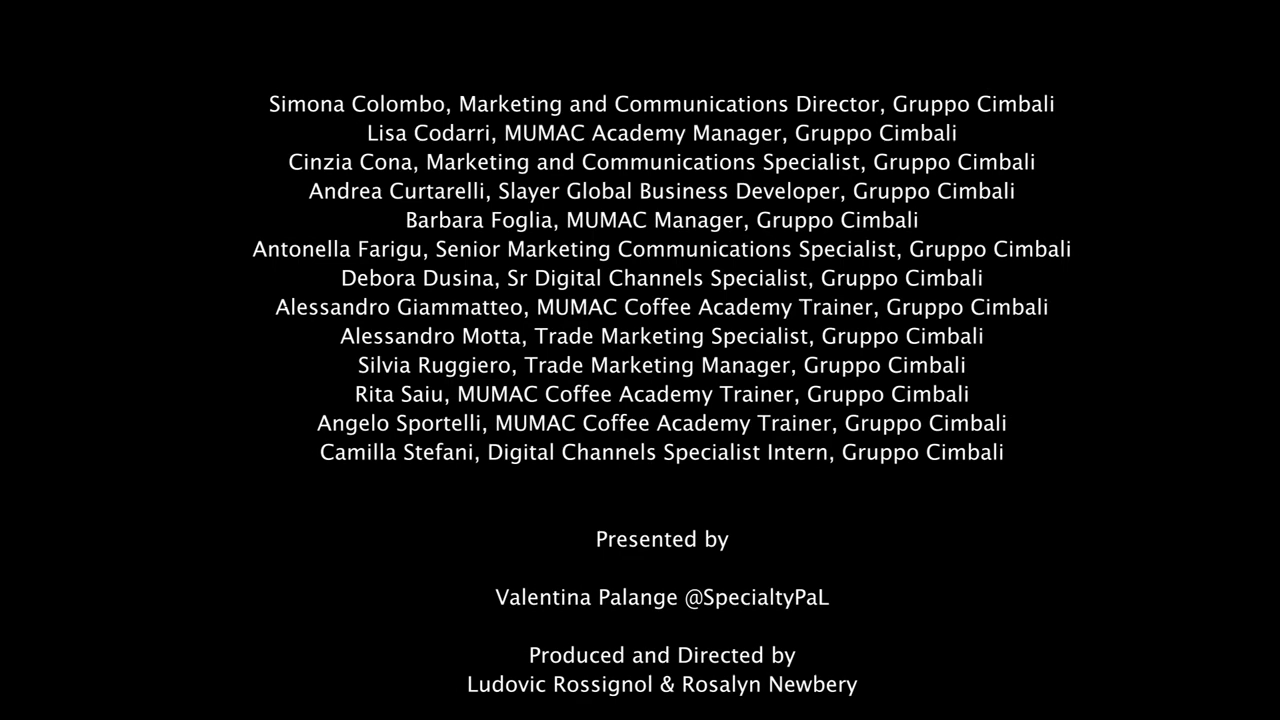 Simona Colombo, Marketing and Communications Director, Gruppo Cimbali
Lisa Codarri, MUMAC Academy Manager, Gruppo Cimbali
Cinzia Cona, Marketing and Communications Specialist, Gruppo Cimbali
Andrea Curtarelli, Slayer Global Business Developer, Gruppo Cimbali
Barbara Foglia, MUMAC Manager, Gruppo Cimbali
Antonella Farigu, Senior Marketing Communications Specialist, Gruppo Cimbali
Debora Dusina, Sr Digital Channels Specialist, Gruppo Cimbali
Alessandro Giammatteo, MUMAC Coffee Academy Trainer, Gruppo Cimbali
Alessandro Motta, Trade Marketing Specialist, Gruppo Cimbali
Silvia Ruggiero, Trade Marketing Manager, Gruppo Cimbali
Rita Saiu, MUMAC Coffee Academy Trainer, Gruppo Cimbali
Angelo Sportelli, MUMAC Coffee Academy Trainer, Gruppo Cimbali
Camilla Stefani, Digital Channels Specialist Intern, Gruppo Cimbali
Presented by
Valentina Palange @SpecialtyPaL
Produced and Directed by
Ludovic Rossignol & Rosalyn Newbery